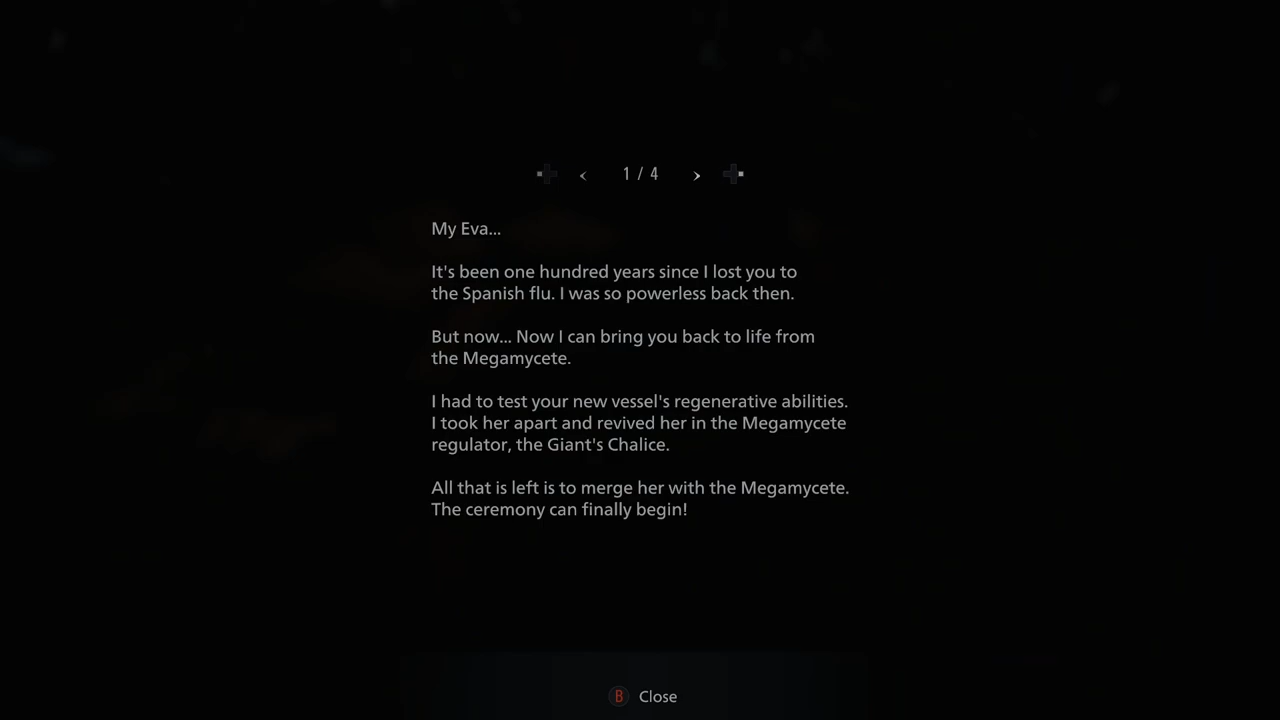 < 1 / 4 >
My Eva...
It's been one hundred years since I lost you to
the Spanish flu. I was so powerless back then.
But now... Now I can bring you back to life from
the Megamycete.
I had to test your new vessel's regenerative abilities.
I took her apart and revived her in the Megamycete
regulator, the Giant's Chalice.
All that is left is to merge her with the Megamycete.
The ceremony can finally begin!
B Close